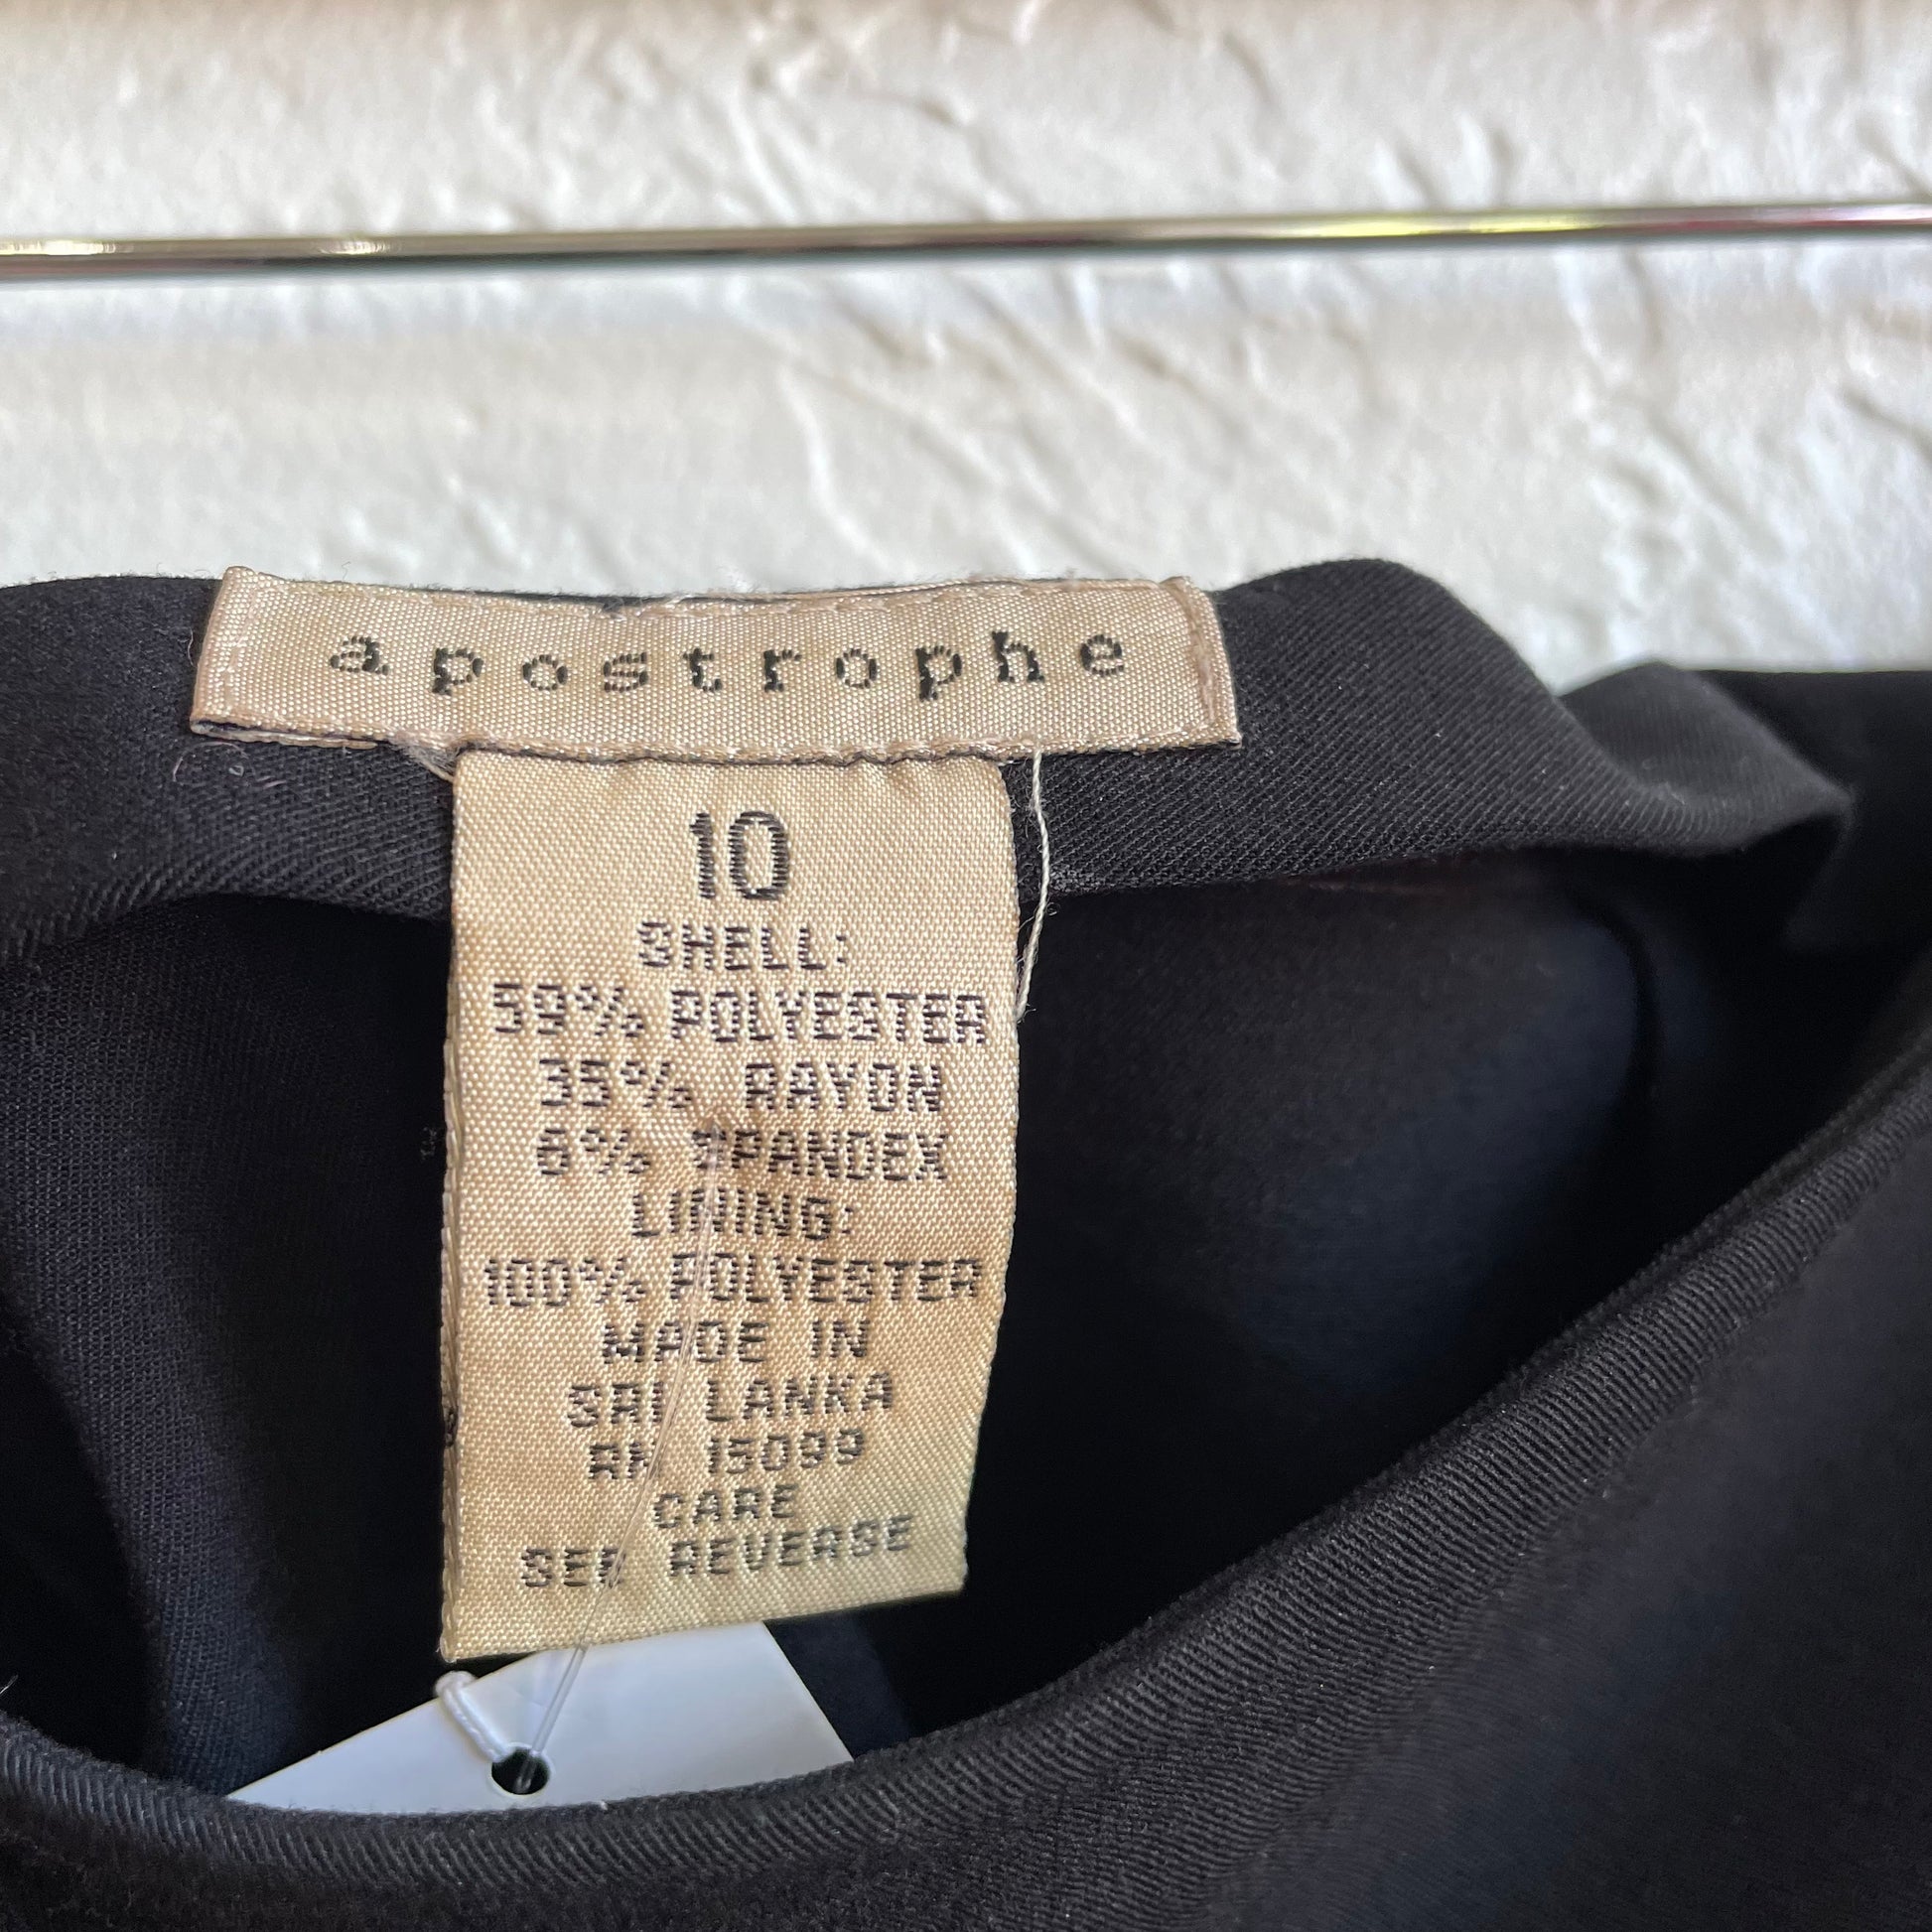 apostrophe
10
SHELL:
59% POLYESTER
35% RAYON
6% SPANDEX
LINING:
100% POLYESTER
MADE IN
SRI LANKA
RN 15099
CARE
SEE REVERSE